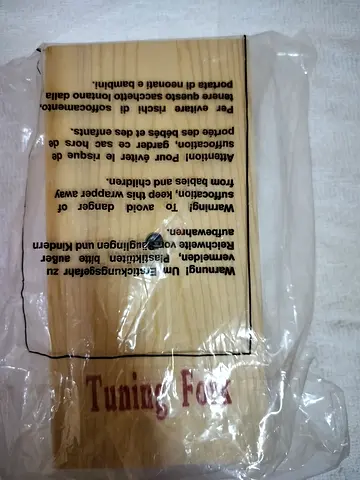 Warnung! Um Erstickungsgefahr zu
vermeiden, Plastiktüten bitte außer
Reichweite von Säuglingen und Kindern
aufbewahren.
Warning! To avoid danger of
suffocation, keep this wrapper away
from babies and children.
Attention! Pour éviter le risque de
suffocation, garder ce sac hors de
portée des bébés et des enfants.
Per evitare rischi di soffocamento,
tenere questo sacchetto lontano dalla
portata di neonati e bambini.
Tuning Fork